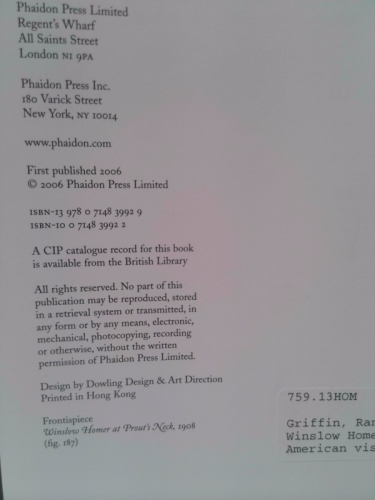 Phaidon Press Limited
Regent's Wharf
All Saints Street
London N1 9PA
Phaidon Press Inc.
180 Varick Street
New York, NY 10014
www.phaidon.com
First published 2006
© 2006 Phaidon Press Limited
ISBN-13 978 0 7148 3992 9
ISBN-10 0 7148 3992 2
A CIP catalogue record for this book
is available from the British Library
All rights reserved. No part of this
publication may be reproduced, stored
in a retrieval system or transmitted, in
any form or by any means, electronic,
mechanical, photocopying, recording
or otherwise, without the written
permission of Phaidon Press Limited.
Design by Dowling Design & Art Direction
Printed in Hong Kong
Frontispiece
Winslow Homer at Prout's Neck, 1908
(fig. 187)
759.13HOM
Griffin, Ran
Winslow Home
American vis